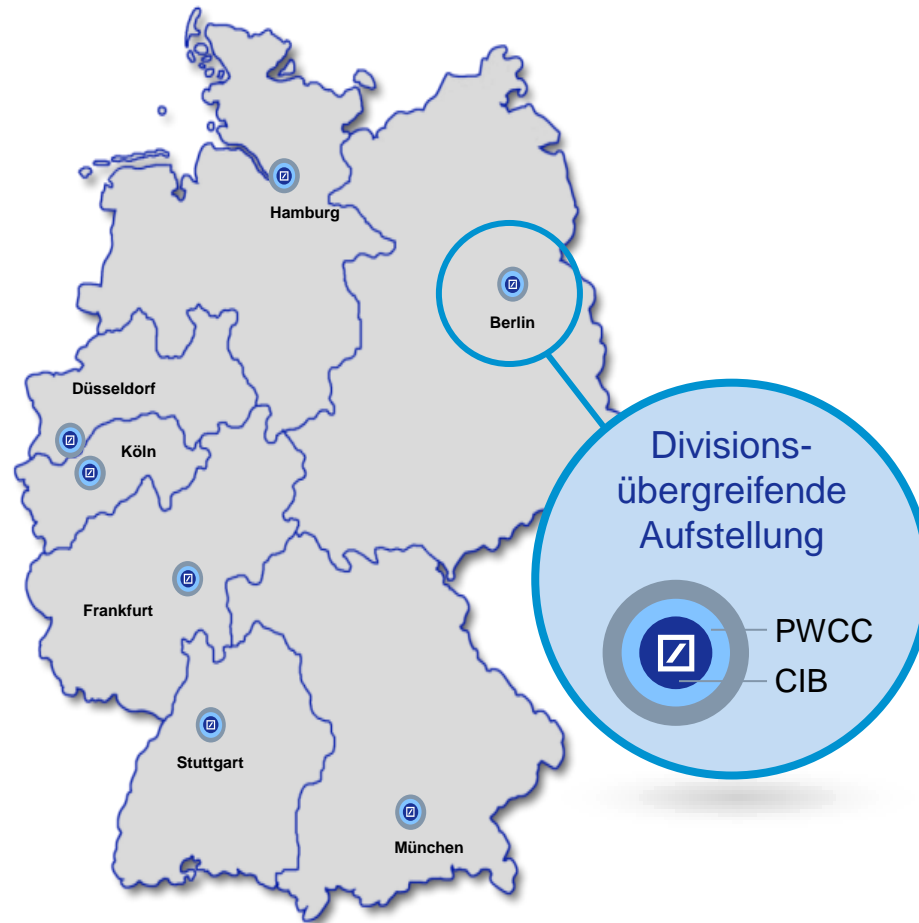 Hamburg
Berlin
Düsseldorf
Köln
Divisions-
übergreifende
Aufstellung
Frankfurt
PWCC
CIB
Stuttgart
München